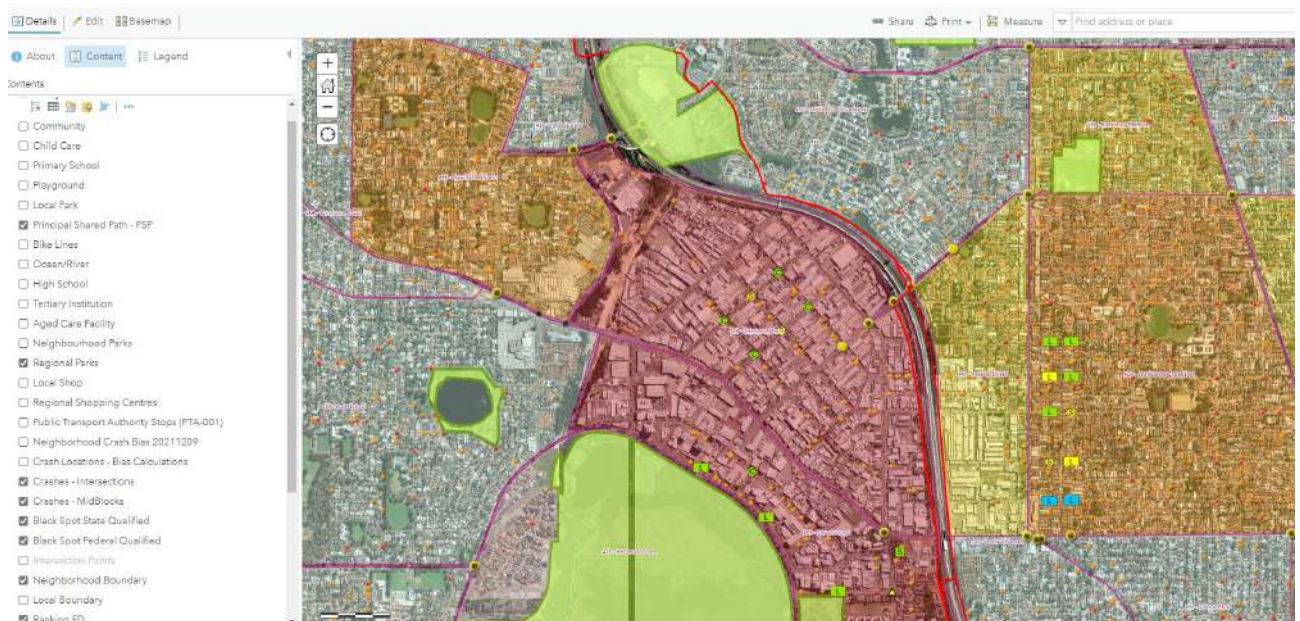 Details
Edit
Basemap
Share
Print
Measure
Find address or place
About
Content
Legend
ontents
Community
Child Care
Primary School
Playground
Local Park
Principal Shared Path - PSP
Bike Lines
Ocean/River
High School
Tertiary Institution
Aged Care Facility
Neighbourhood Parks
Regional Parks
Local Shop
Regional Shopping Centres
Public Transport Authority Stops (PTA-001)
Neighborhood Crash Bias 20211209
Crash Locations - Bias Calculations
Crashes - Intersections
Crashes - MidBlocks
Black Spot State Qualified
Black Spot Federal Qualified
Intersection Points
Neighborhood Boundary
Local Boundary
Ranking FD